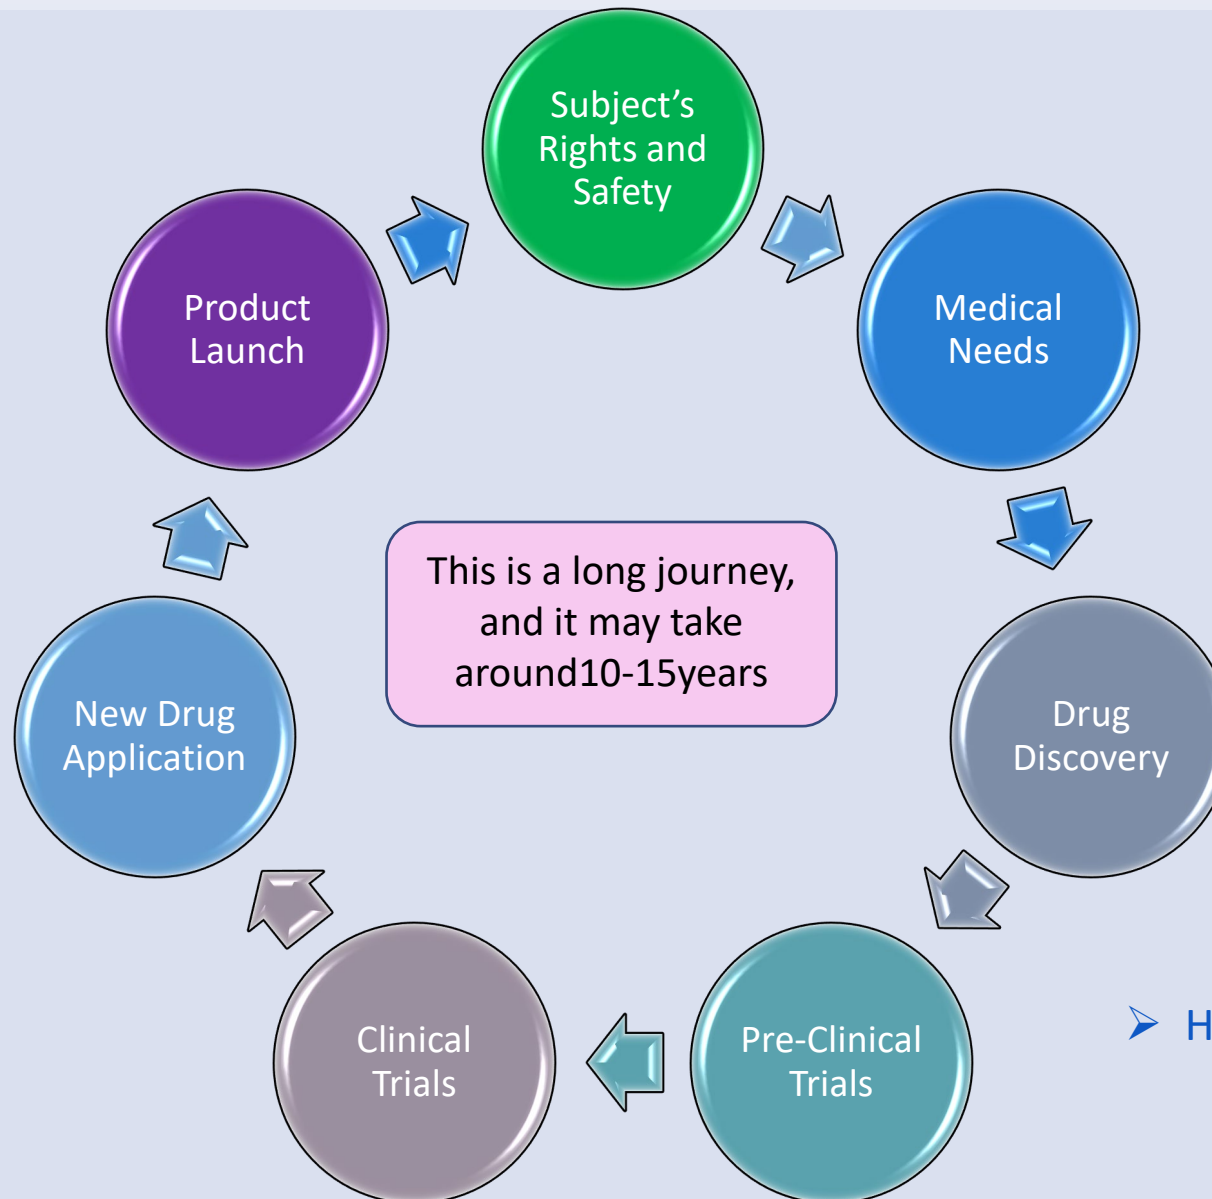 Subject’s
Rights and
Safety
Medical
Needs
Drug
Discovery
Pre-Clinical
Trials
Clinical
Trials
New Drug
Application
Product
Launch
This is a long journey,
and it may take
around10-15years
➢ H